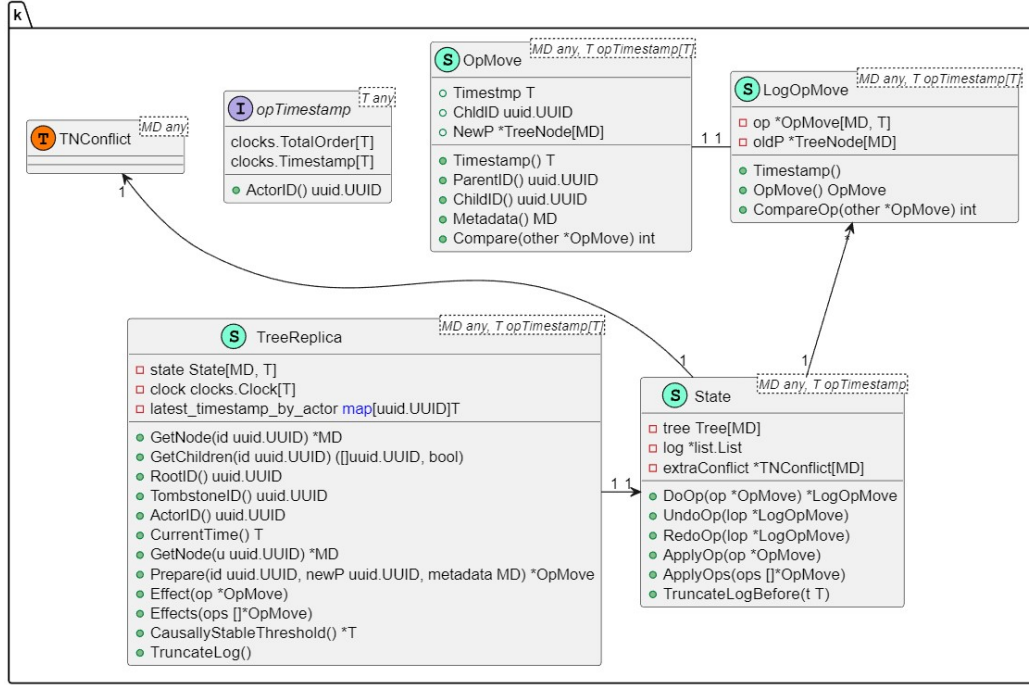 k
T TNConflict
MD any
1
I opTimestamp
T any
clocks.TotalOrder[T]
clocks.Timestamp[T]
ActorID() uuid.UUID
S OpMove
MD any, T opTimestamp[T]
Timestmp T
ChldID uuid.UUID
NewP *TreeNode[MD]
Timestamp() T
ParentID() uuid.UUID
ChildID() uuid.UUID
Metadata() MD
Compare(other *OpMove) int
1 1
S LogOpMove
MD any, T opTimestamp[T]
op *OpMove[MD, T]
oldP *TreeNode[MD]
Timestamp()
OpMove() OpMove
CompareOp(other *OpMove) int
*
S TreeReplica
MD any, T opTimestamp[T]
state State[MD, T]
clock clocks.Clock[T]
latest_timestamp_by_actor map[uuid.UUID]T
GetNode(id uuid.UUID) *MD
GetChildren(id uuid.UUID) ([]uuid.UUID, bool)
RootID() uuid.UUID
TombstoneID() uuid.UUID
ActorID() uuid.UUID
CurrentTime() T
GetNode(u uuid.UUID) *MD
Prepare(id uuid.UUID, newP uuid.UUID, metadata MD) *OpMove
Effect(op *OpMove)
Effects(ops []*OpMove)
CausallyStableThreshold() *T
TruncateLog()
1 1
1
1
S State
MD any, T opTimestamp
tree Tree[MD]
log *list.List
extraConflict *TNConflict[MD]
DoOp(op *OpMove) *LogOpMove
UndoOp(lop *LogOpMove)
RedoOp(lop *LogOpMove)
ApplyOp(op *OpMove)
ApplyOps(ops []*OpMove)
TruncateLogBefore(t T)